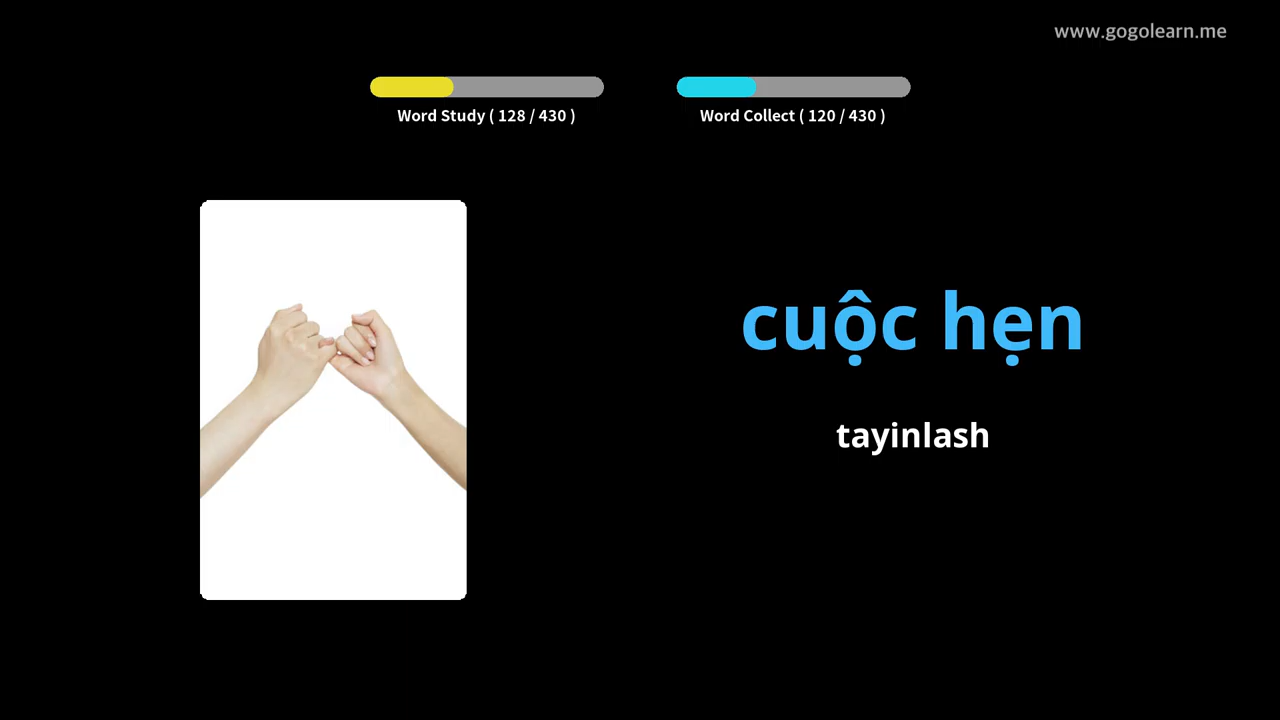 www.gogolearn.me
Word Study ( 128 / 430 )
Word Collect ( 120 / 430 )
cuộc hẹn
tayinlash